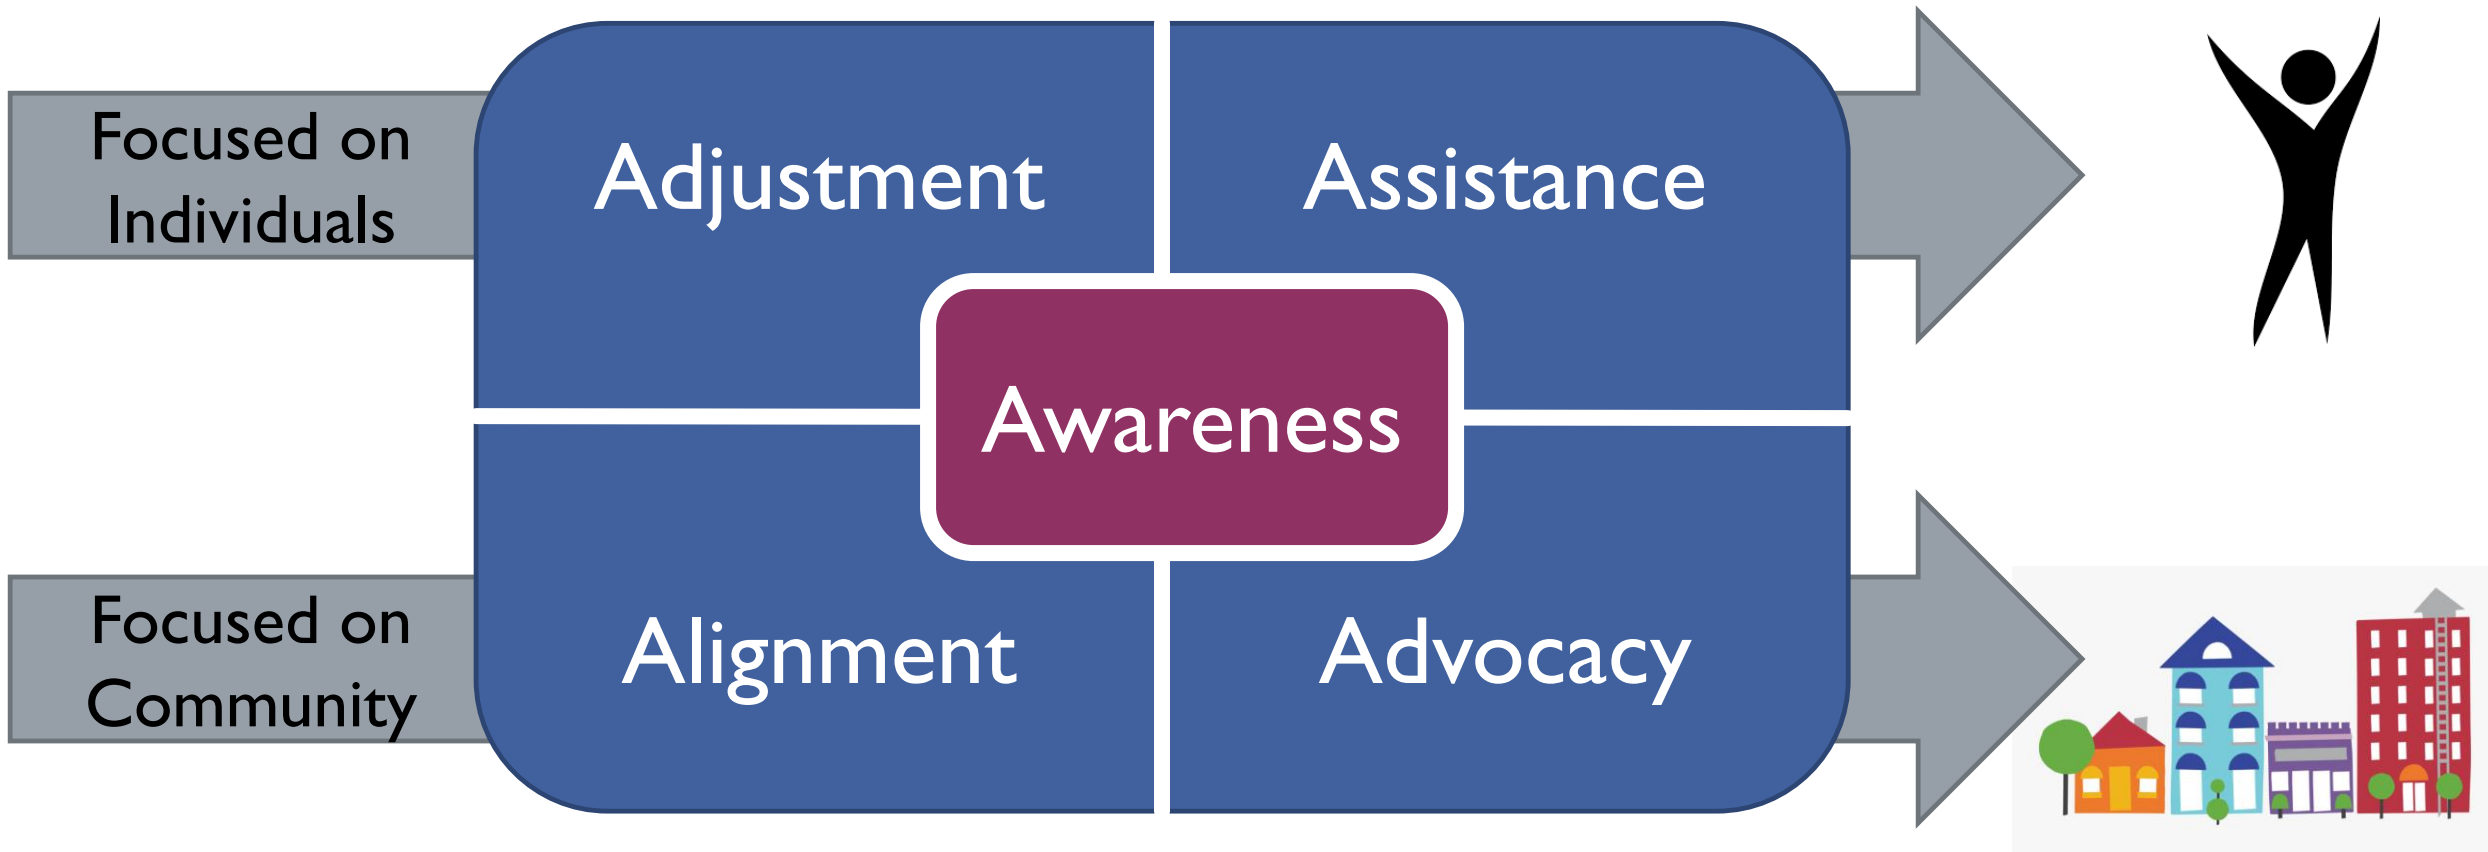 Focused on
Individuals
Adjustment
Assistance
Awareness
Focused on
Community
Alignment
Advocacy